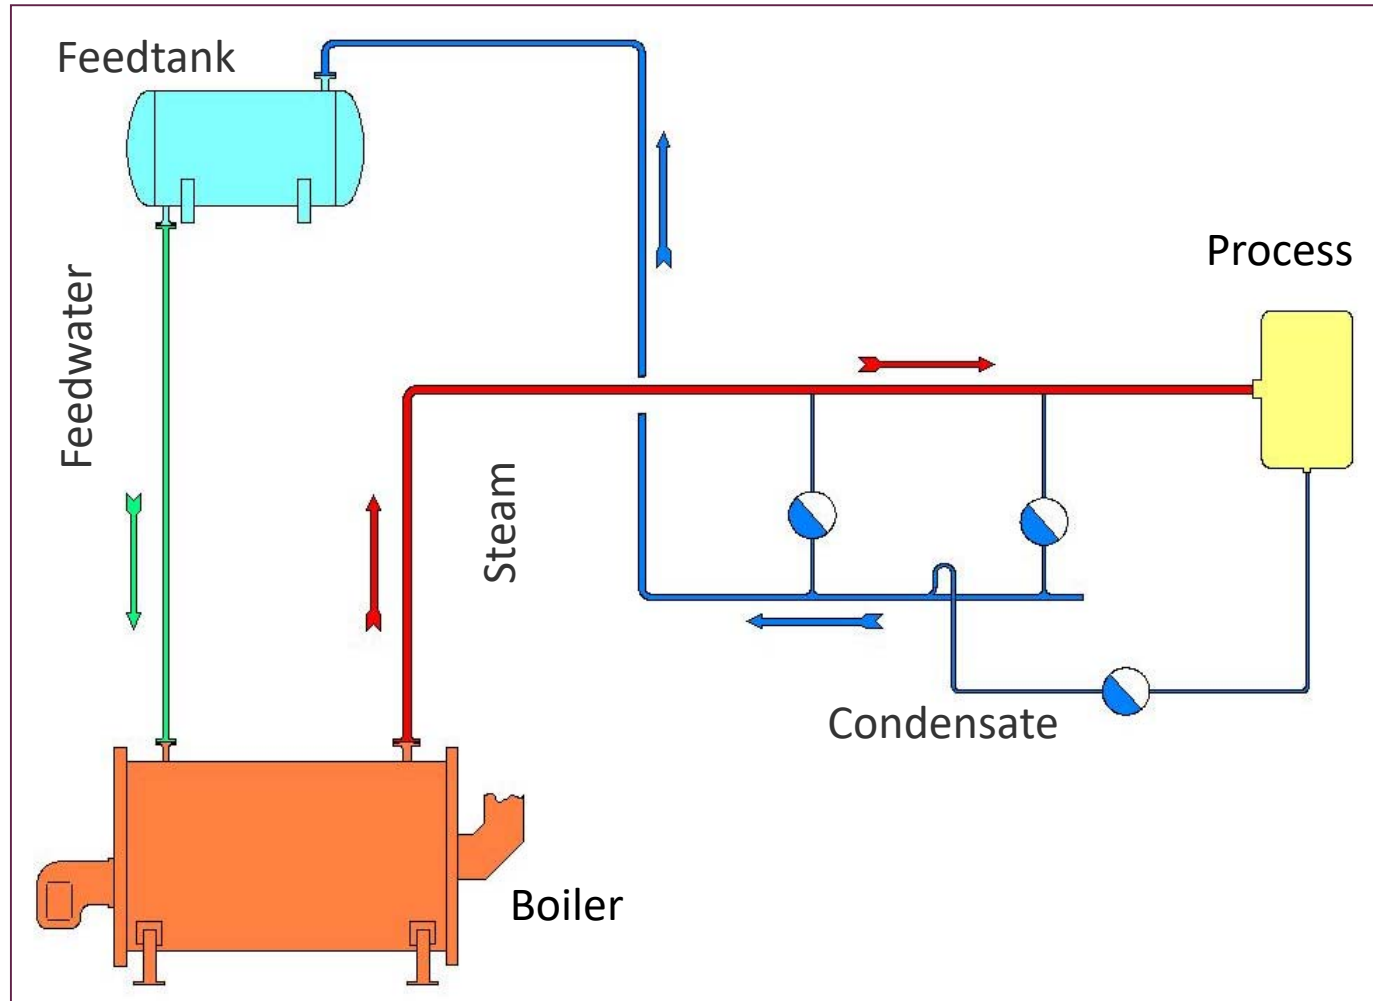 Feedtank
Process
Feedwater
Steam
Condensate
Boiler